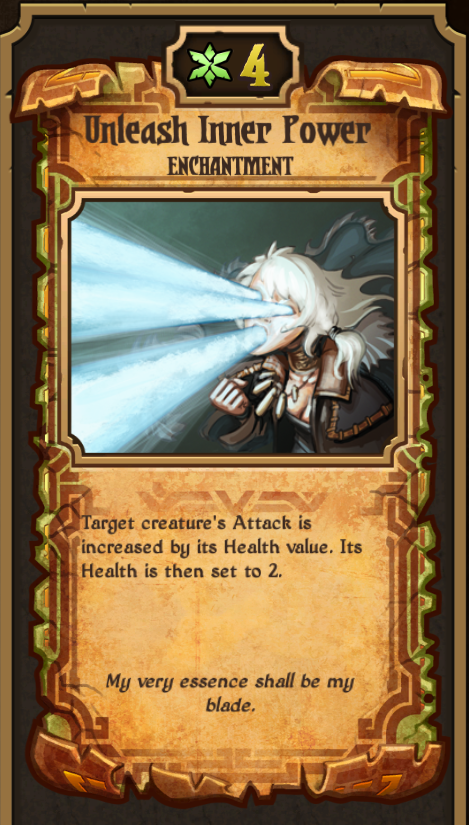 4
Unleash Inner Power
ENCHANTMENT
Target creature's Attack is
increased by its Health value. Its
Health is then set to 2.
My very essence shall be my
blade.